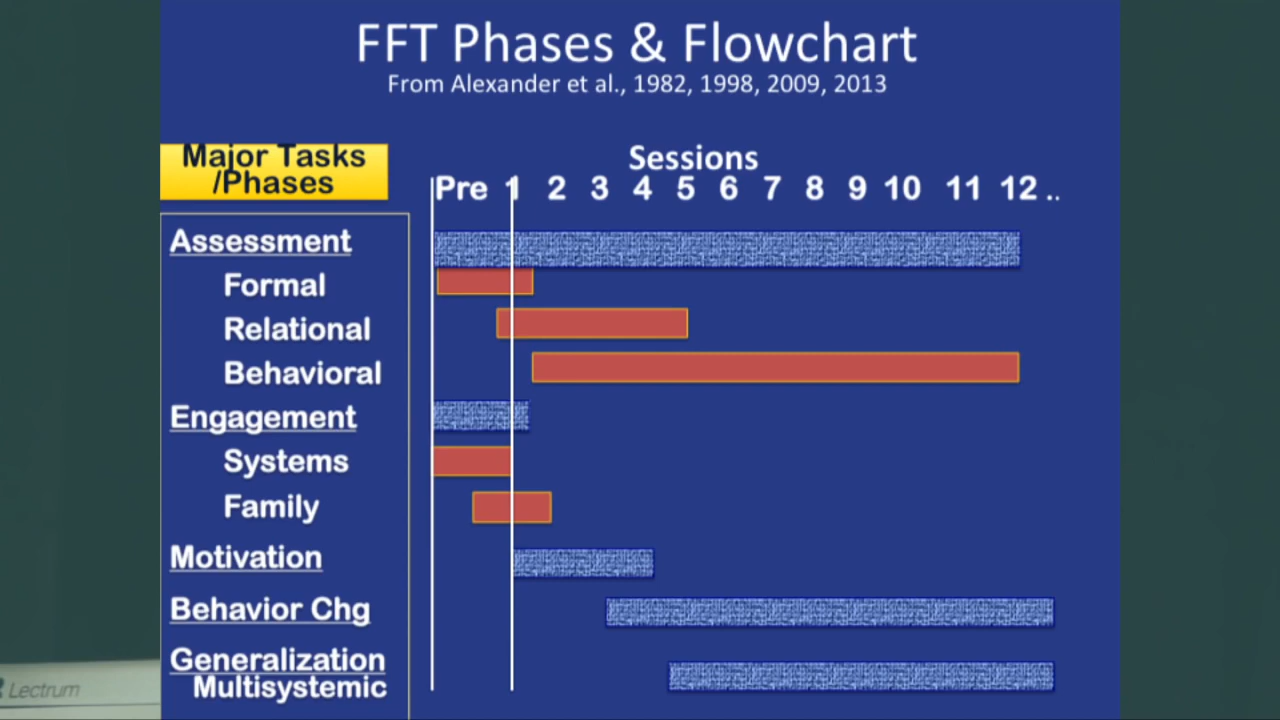 FFT Phases & Flowchart
From Alexander et al., 1982, 1998, 2009, 2013
Major Tasks
/Phases
Sessions
Pre 1 2 3 4 5 6 7 8 9 10 11 12 ..
Assessment
Formal
Relational
Behavioral
Engagement
Systems
Family
Motivation
Behavior Chg
Generalization
Multisystemic
Lectrum